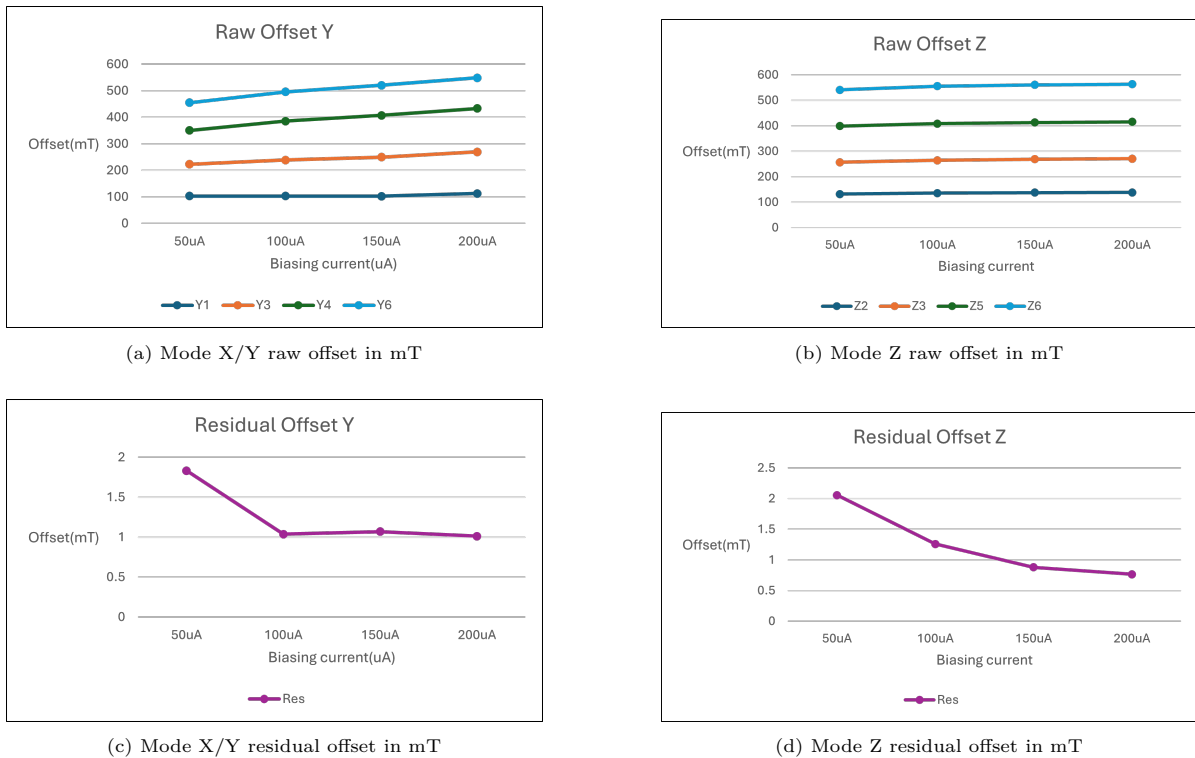 Raw Offset Y
600
500
400
300
200
100
0
Offset(mT)
50uA 100uA 150uA 200uA
Biasing current(uA)
Y1 Y3 Y4 Y6
(a) Mode X/Y raw offset in mT
Raw Offset Z
600
500
400
300
200
100
0
Offset(mT)
50uA 100uA 150uA 200uA
Biasing current
Z2 Z3 Z5 Z6
(b) Mode Z raw offset in mT
Residual Offset Y
2
1.5
1
0.5
0
Offset(mT)
50uA 100uA 150uA 200uA
Biasing current(uA)
Res
(c) Mode X/Y residual offset in mT
Residual Offset Z
2.5
2
1.5
1
0.5
0
Offset(mT)
50uA 100uA 150uA 200uA
Biasing current
Res
(d) Mode Z residual offset in mT